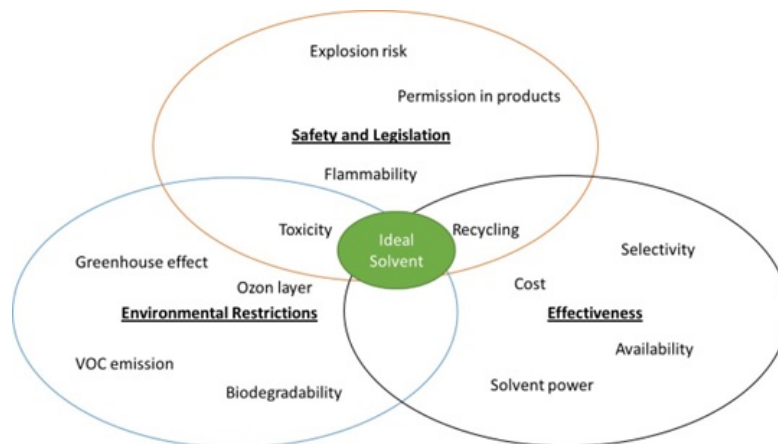 Explosion risk
Permission in products
Safety and Legislation
Flammability
Toxicity
Recycling
Ideal
Solvent
Greenhouse effect
Ozon layer
Environmental Restrictions
VOC emission
Biodegradability
Selectivity
Cost
Effectiveness
Availability
Solvent power